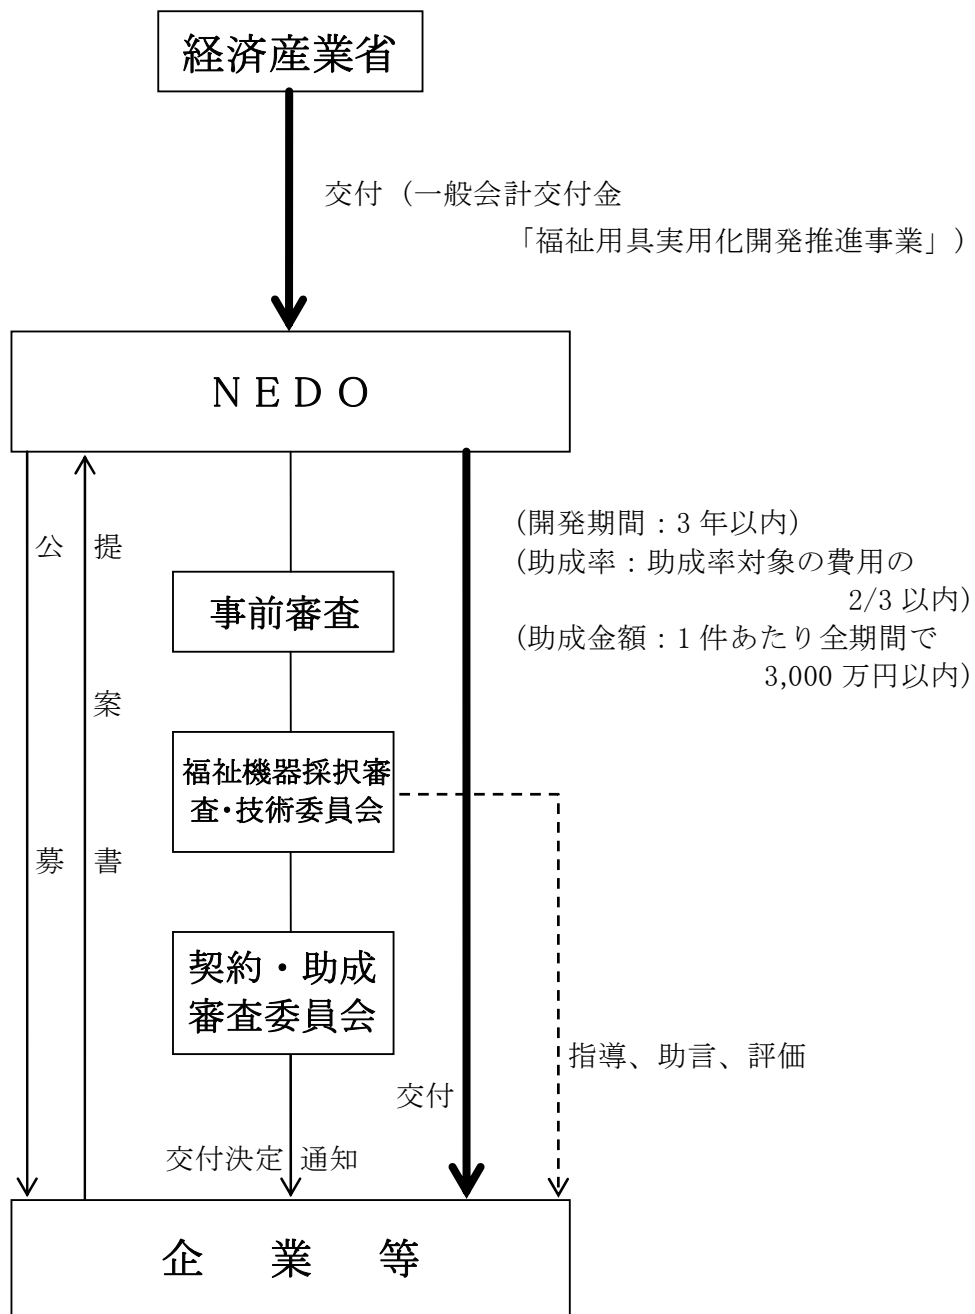 経済産業省
交付（一般会計交付金
「福祉用具実用化開発推進事業」）
ＮＥＤＯ
公募
提案書
(開発期間：3 年以内)
(助成率：助成率対象の費用の
2/3 以内)
(助成金額：1 件あたり全期間で
3,000 万円以内)
事前審査
福祉機器採択審
査・技術委員会
契約・助成
審査委員会
指導、助言、評価
交付
交付決定 通知
企　業　等